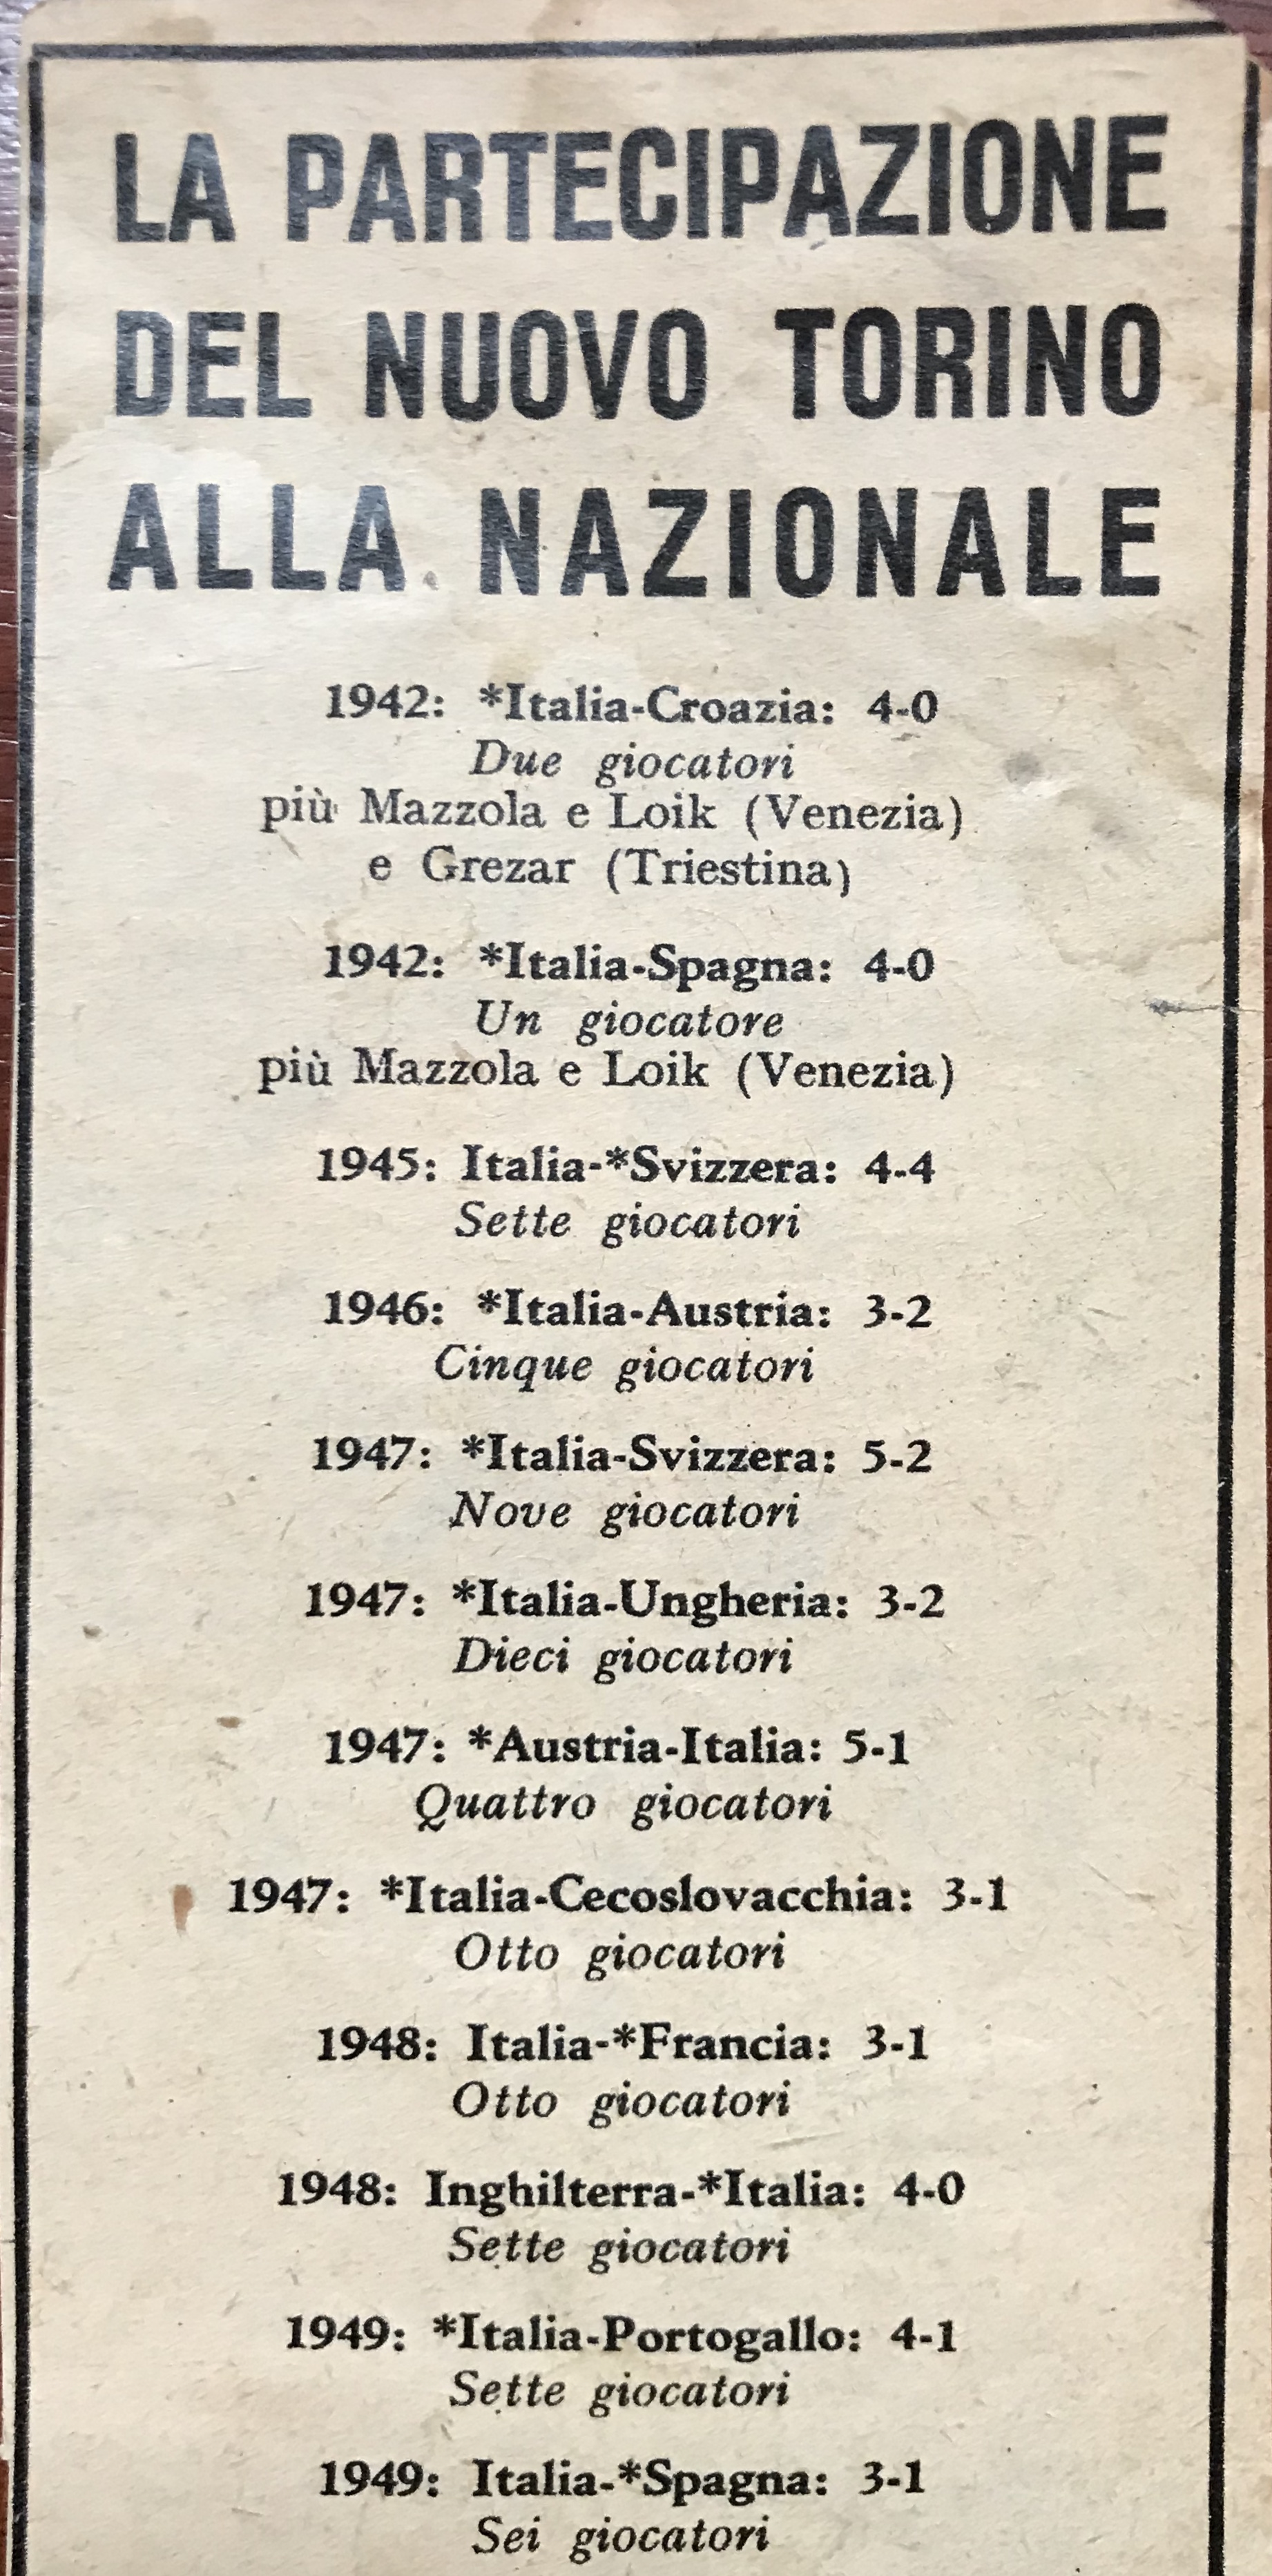 LA PARTECIPAZIONE
DEL NUOVO TORINO
ALLA NAZIONALE
1942: *Italia-Croazia: 4-0
Due giocatori
più Mazzola e Loik (Venezia)
e Grezar (Triestina)
1942: *Italia-Spagna: 4-0
Un giocatore
più Mazzola e Loik (Venezia)
1945: Italia-*Svizzera: 4-4
Sette giocatori
1946: *Italia-Austria: 3-2
Cinque giocatori
1947: *Italia-Svizzera: 5-2
Nove giocatori
1947: *Italia-Ungheria: 3-2
Dieci giocatori
1947: *Austria-Italia: 5-1
Quattro giocatori
1947: *Italia-Cecoslovacchia: 3-1
Otto giocatori
1948: Italia-*Francia: 3-1
Otto giocatori
1948: Inghilterra-*Italia: 4-0
Sette giocatori
1949: *Italia-Portogallo: 4-1
Sette giocatori
1949: Italia-*Spagna: 3-1
Sei giocatori